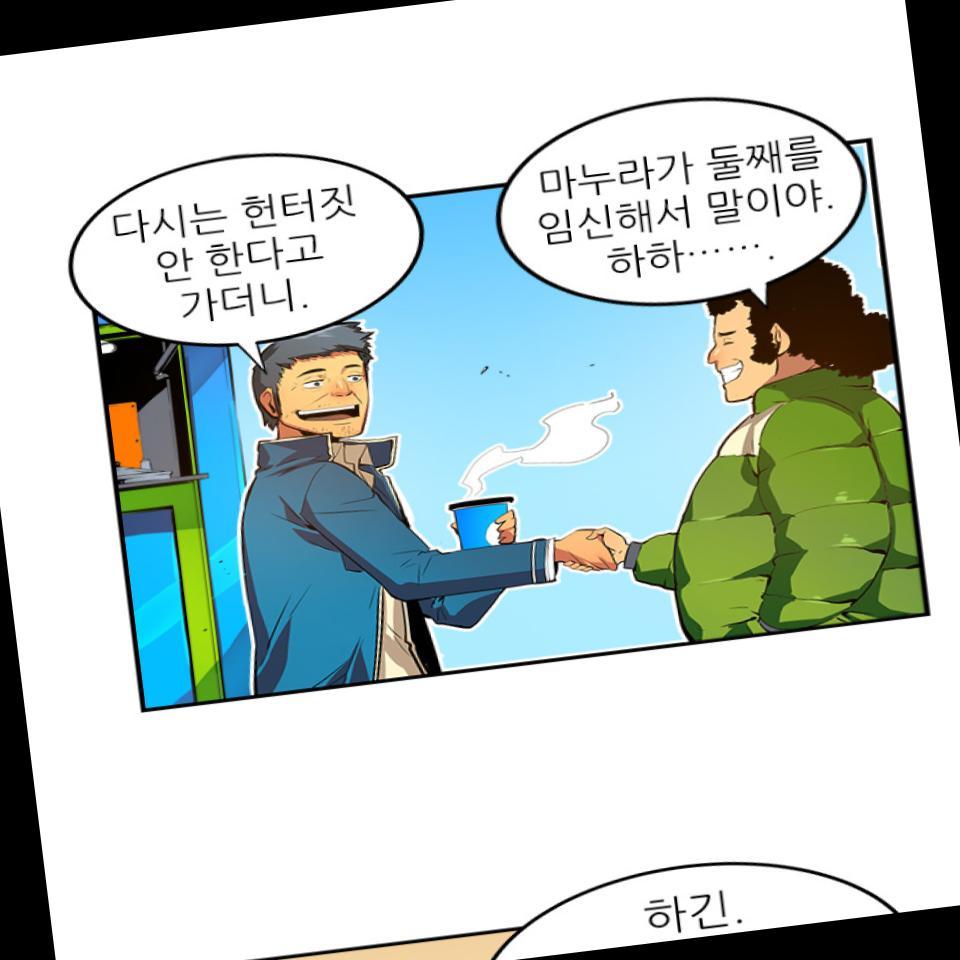 다시는 헌터짓
안 한다고
가더니.
마누라가 둘째를
임신해서 말이야.
하하…….
하긴.